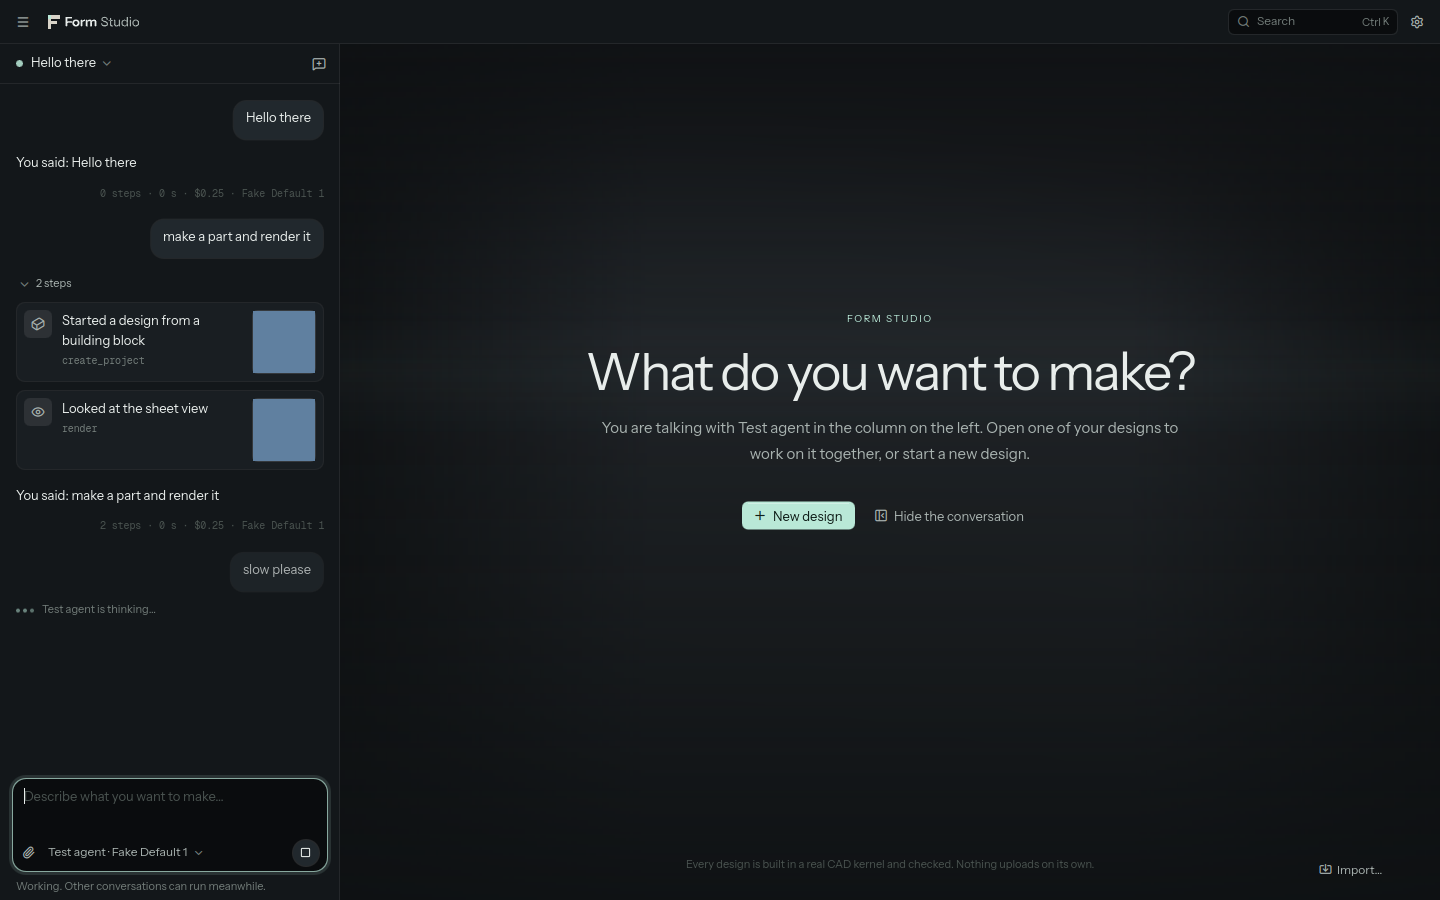 Form Studio
Search
Ctrl K
Hello there
Hello there
You said: Hello there
0 steps · 0 s · $0.25 · Fake Default 1
make a part and render it
2 steps
Started a design from a
building block
create_project
Looked at the sheet view
render
You said: make a part and render it
2 steps · 0 s · $0.25 · Fake Default 1
slow please
Test agent is thinking...
Describe what you want to make...
Test agent · Fake Default 1
Working. Other conversations can run meanwhile.
FORM STUDIO
What do you want to make?
You are talking with Test agent in the column on the left. Open one of your designs to
work on it together, or start a new design.
New design
Hide the conversation
Every design is built in a real CAD kernel and checked. Nothing uploads on its own.
Import...